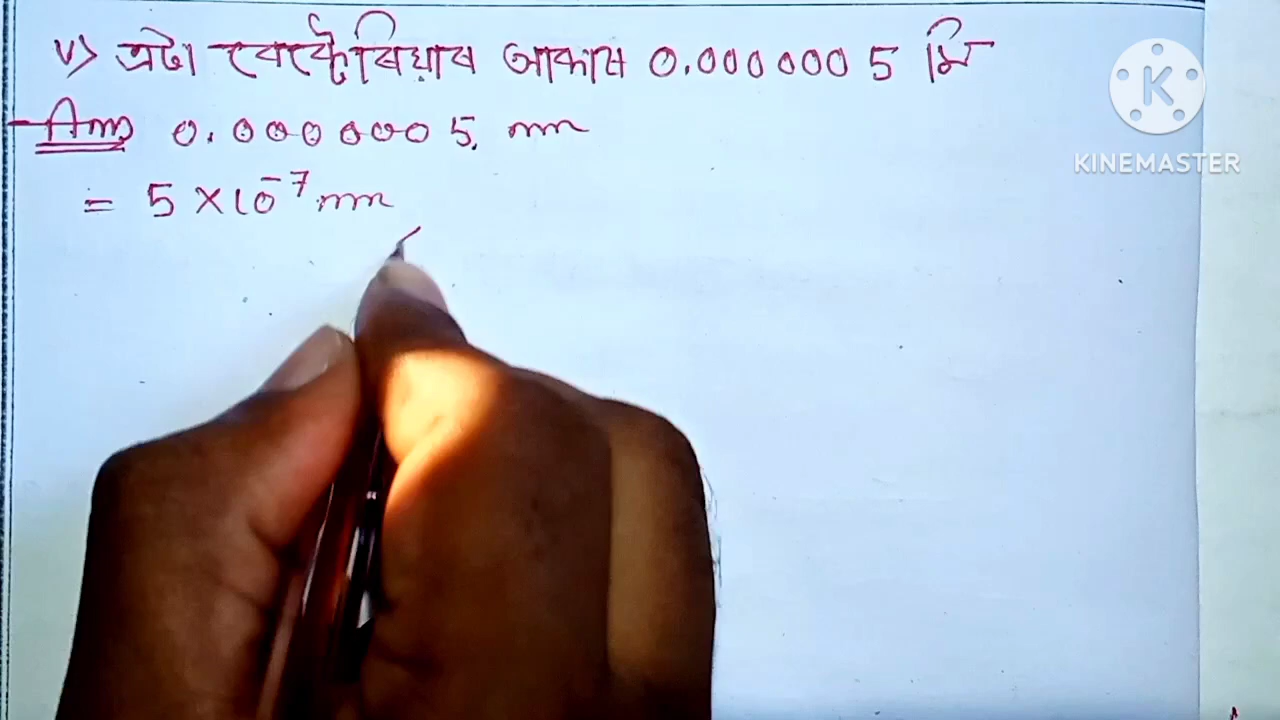 v> এটা বেক্টেৰিয়াৰ আকাৰ 0.0000005 মি
Ans 0.0000005 mm
= 5 × 10⁻⁷ mm
K
KINEMASTER